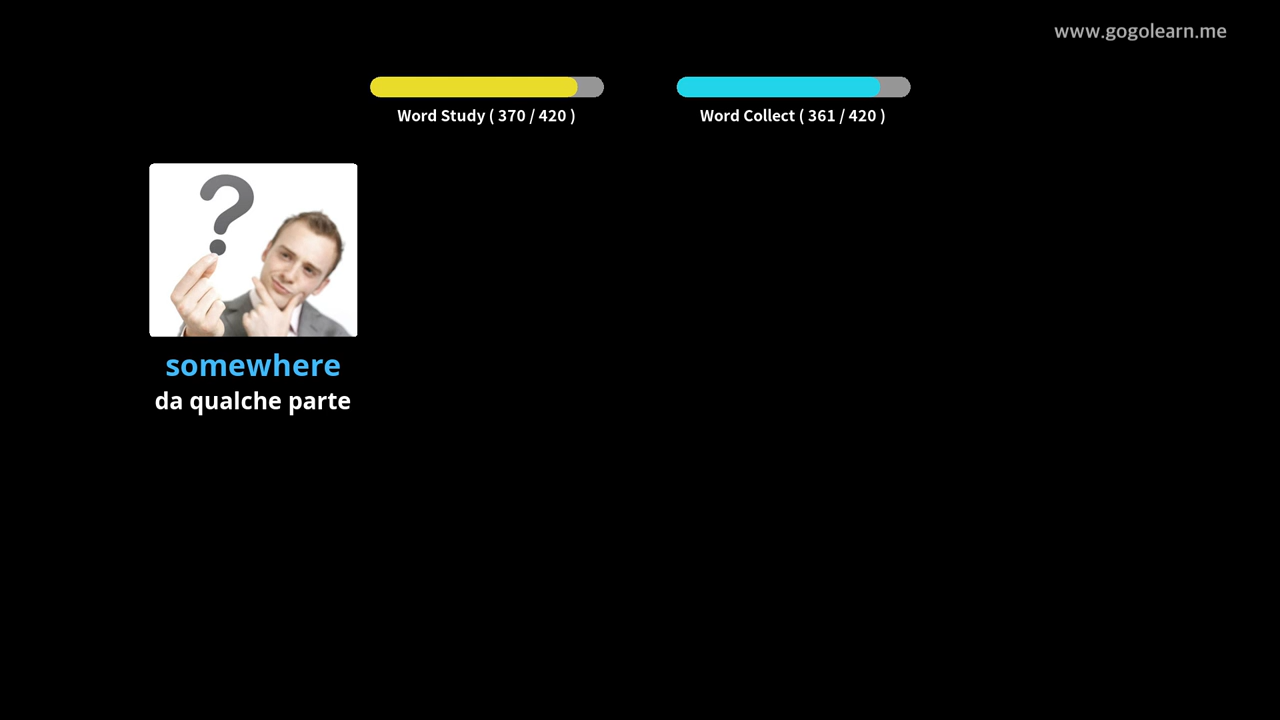 www.gogolearn.me
Word Study ( 370 / 420 )
Word Collect ( 361 / 420 )
?
somewhere
da qualche parte